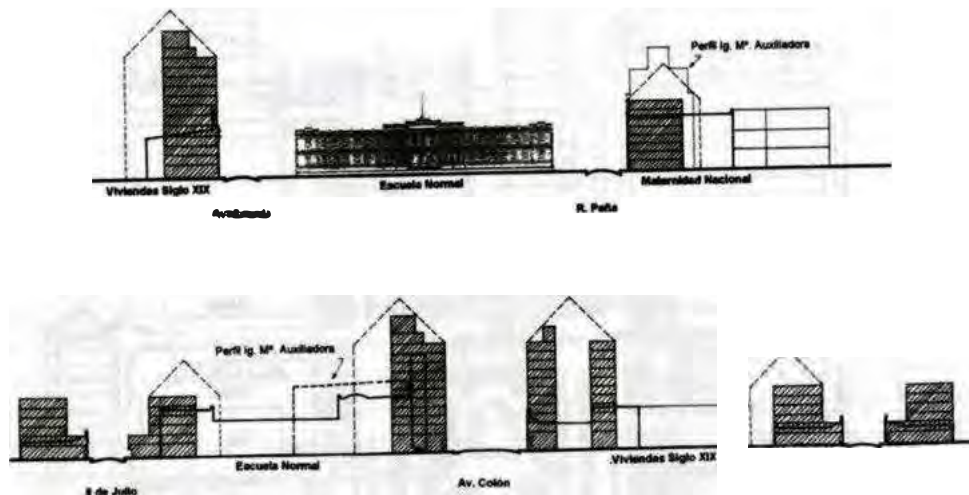 Perfil ig. Mª. Auxiliadora
Viviendas Siglo XIX
Escuela Normal
Maternidad Nacional
R. Peña
Perfil ig. Mª. Auxiliadora
Escuela Normal
.Viviendas Siglo XIX
Av. Colón
de Julio